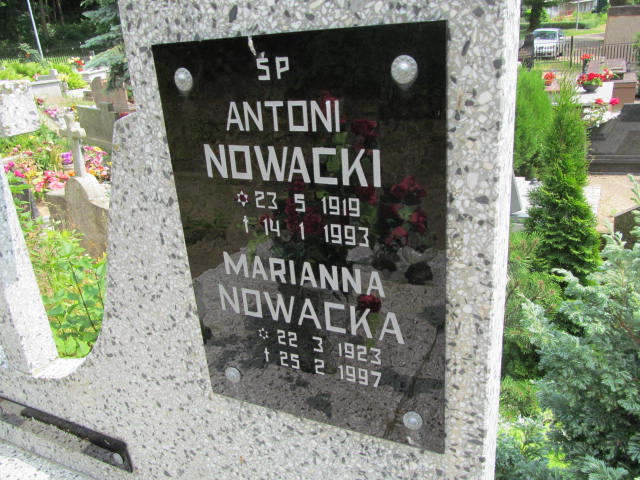 ŚP
ANTONI
NOWACKI
✡ 23 5 1919
† 14 1 1993
MARIANNA
NOWACKA
✡ 22 3 1923
† 25 2 1997